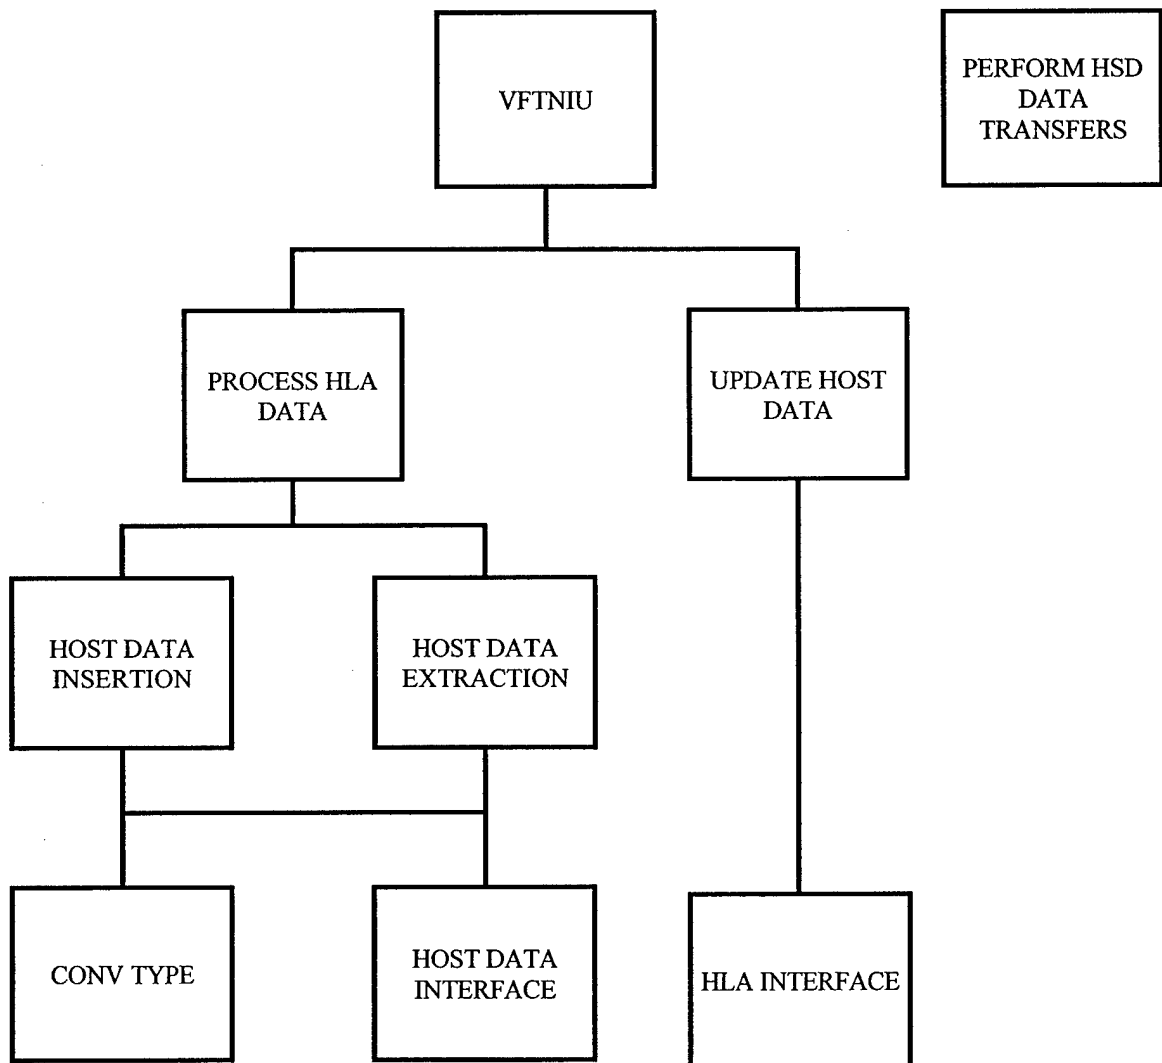 VFTNIU
PERFORM HSD
DATA
TRANSFERS
PROCESS HLA
DATA
UPDATE HOST
DATA
HOST DATA
INSERTION
HOST DATA
EXTRACTION
CONV TYPE
HOST DATA
INTERFACE
HLA INTERFACE